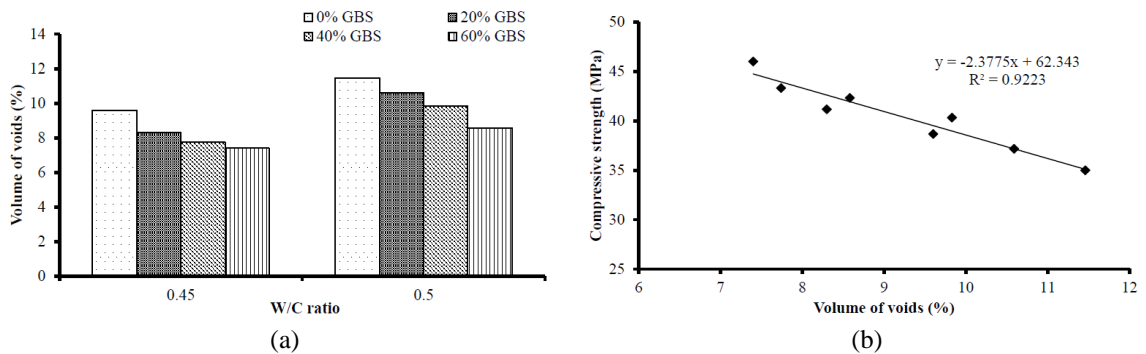 0% GBS
20% GBS
40% GBS
60% GBS
14
12
10
8
6
4
2
0
Volume of voids (%)
0.45
0.5
W/C ratio
(a)
50
45
40
35
30
25
Compressive strength (MPa)
y = -2.3775x + 62.343
R² = 0.9223
6
7
8
9
10
11
12
Volume of voids (%)
(b)